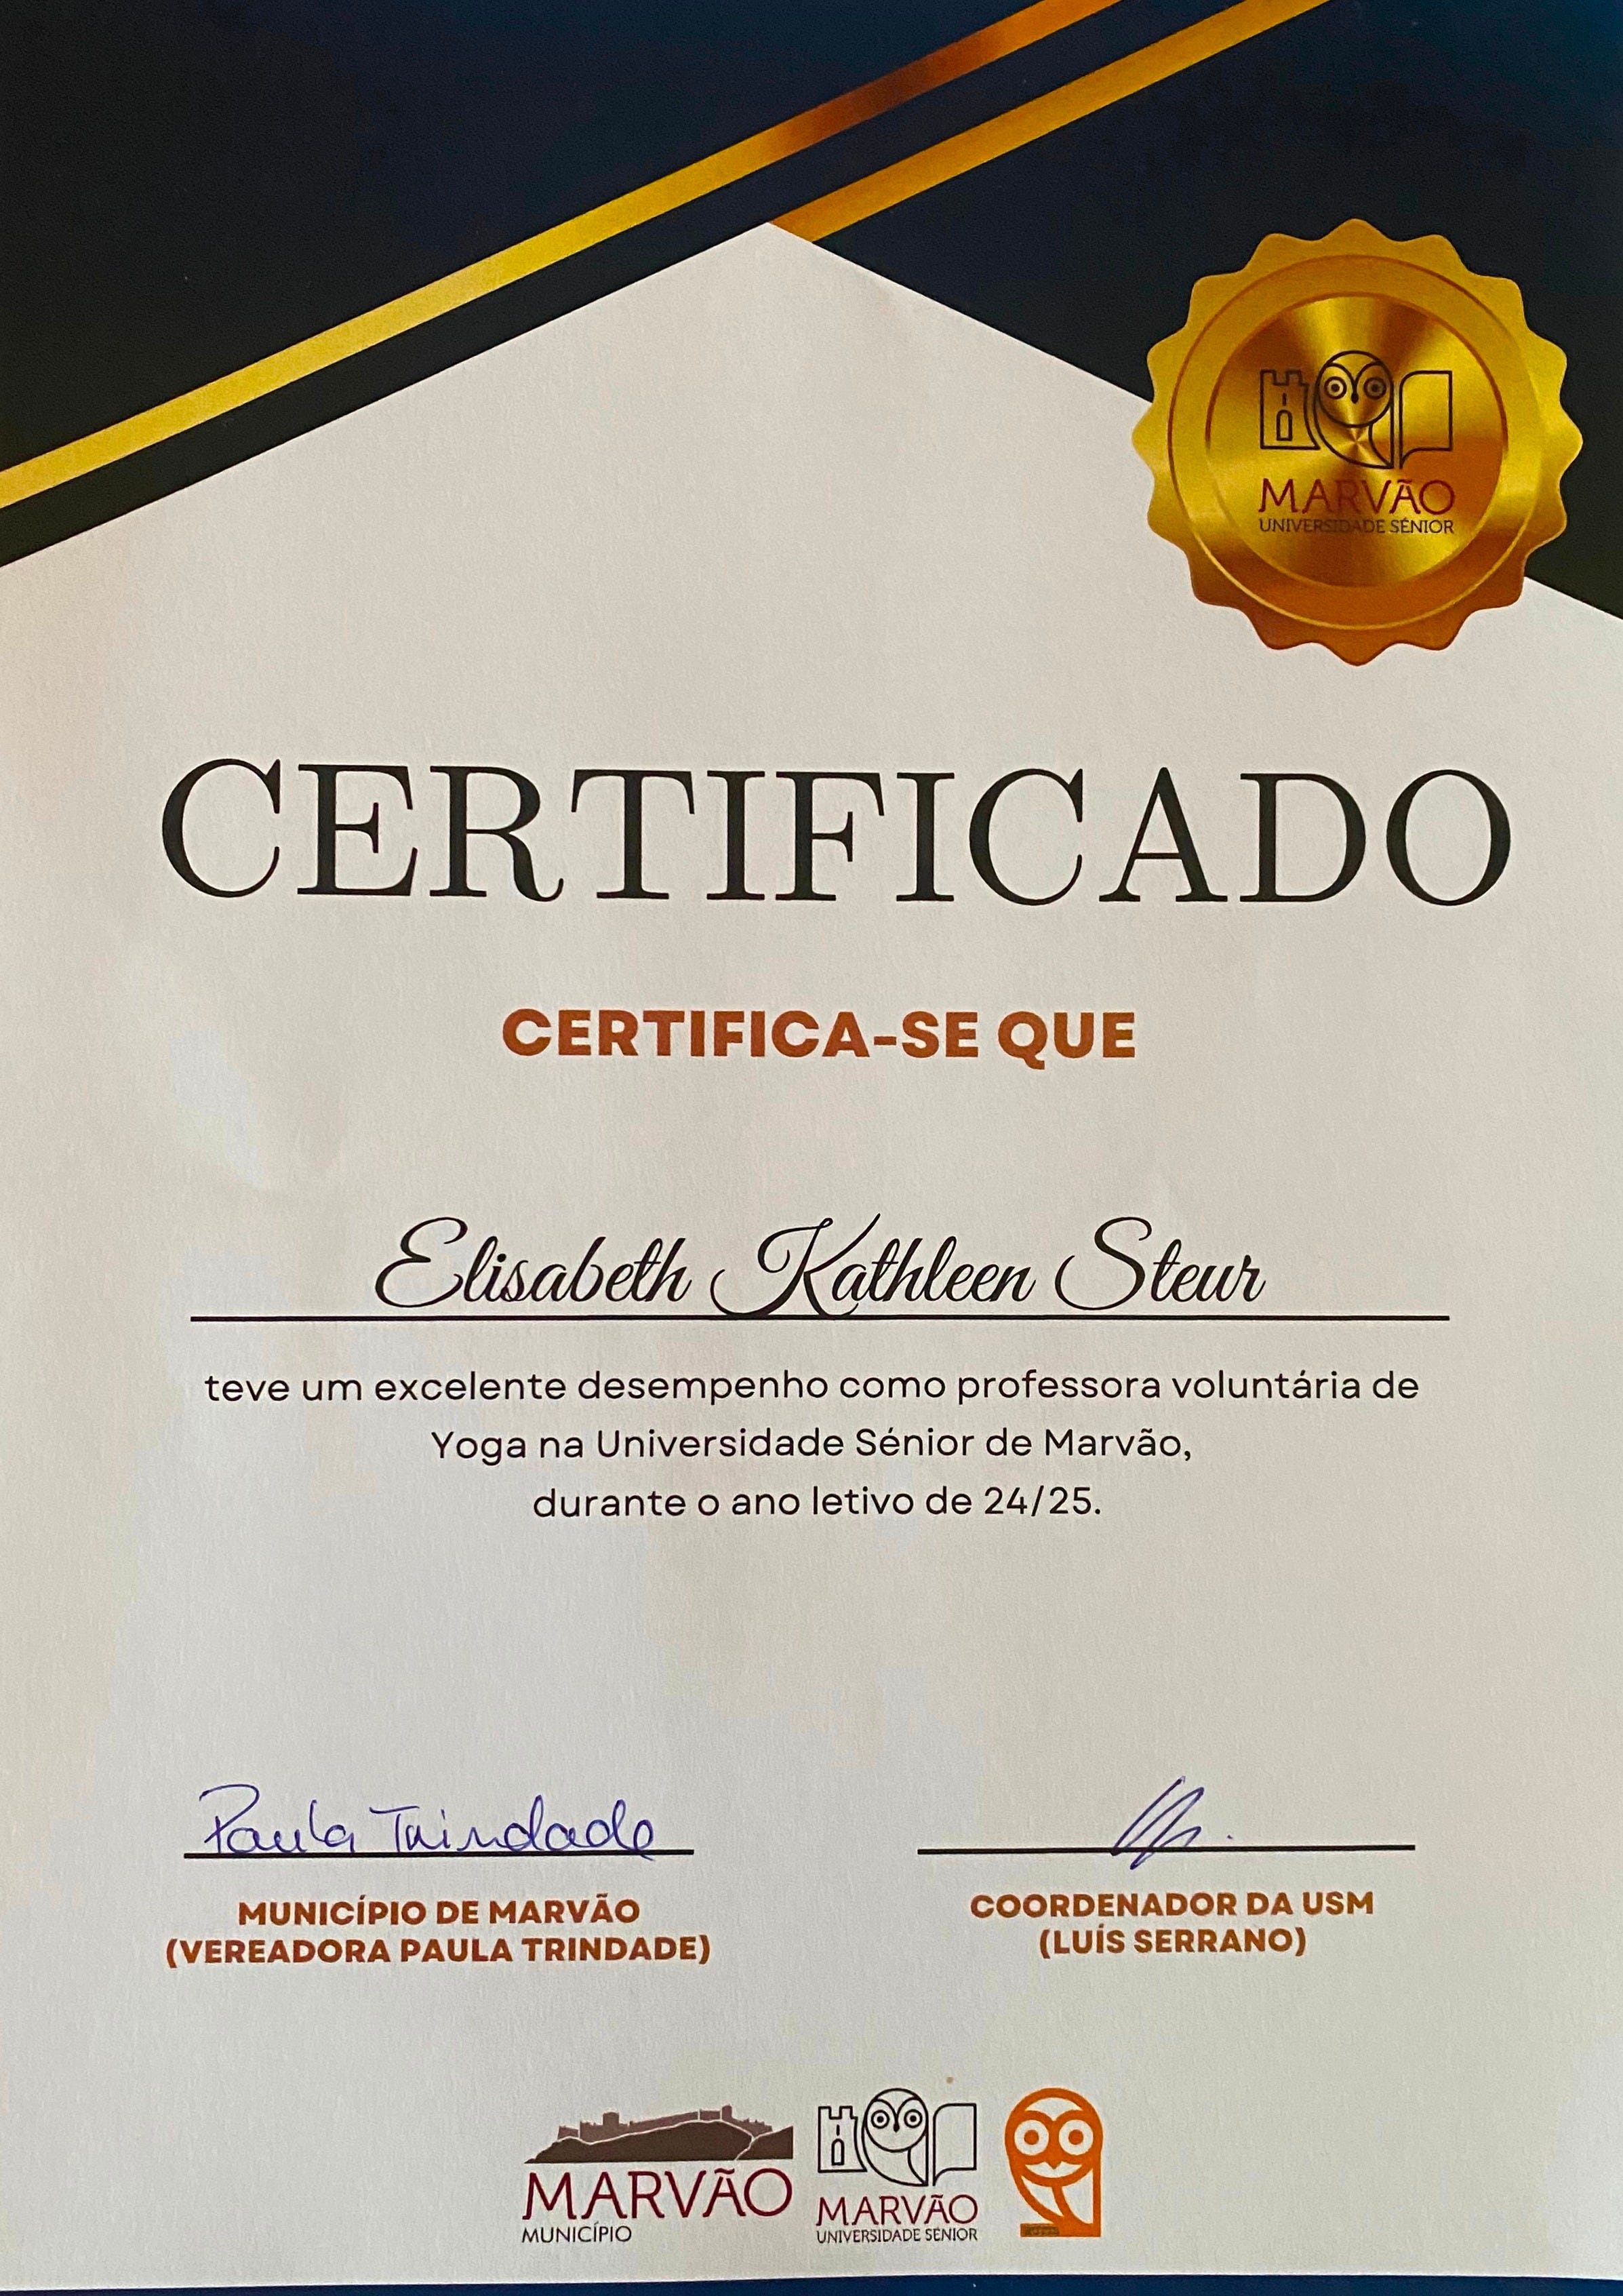 MARVÃO
UNIVERSIDADE SÉNIOR
CERTIFICADO
CERTIFICA-SE QUE
Elisabeth Kathleen Steur
teve um excelente desempenho como professora voluntária de
Yoga na Universidade Sénior de Marvão,
durante o ano letivo de 24/25.
Paula Trindade
MUNICÍPIO DE MARVÃO
(VEREADORA PAULA TRINDADE)
COORDENADOR DA USM
(LUÍS SERRANO)
MARVÃO
MUNICÍPIO
MARVÃO
UNIVERSIDADE SÉNIOR